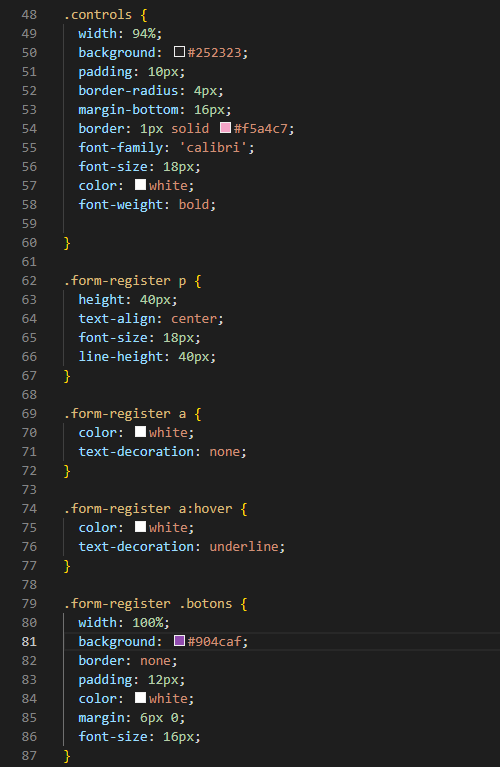 48 .controls {
49 width: 94%;
50 background: #252323;
51 padding: 10px;
52 border-radius: 4px;
53 margin-bottom: 16px;
54 border: 1px solid #f5a4c7;
55 font-family: 'calibri';
56 font-size: 18px;
57 color: white;
58 font-weight: bold;
59
60 }
61
62 .form-register p {
63 height: 40px;
64 text-align: center;
65 font-size: 18px;
66 line-height: 40px;
67 }
68
69 .form-register a {
70 color: white;
71 text-decoration: none;
72 }
73
74 .form-register a:hover {
75 color: white;
76 text-decoration: underline;
77 }
78
79 .form-register .botons {
80 width: 100%;
81 background: #904caf;
82 border: none;
83 padding: 12px;
84 color: white;
85 margin: 6px 0;
86 font-size: 16px;
87 }